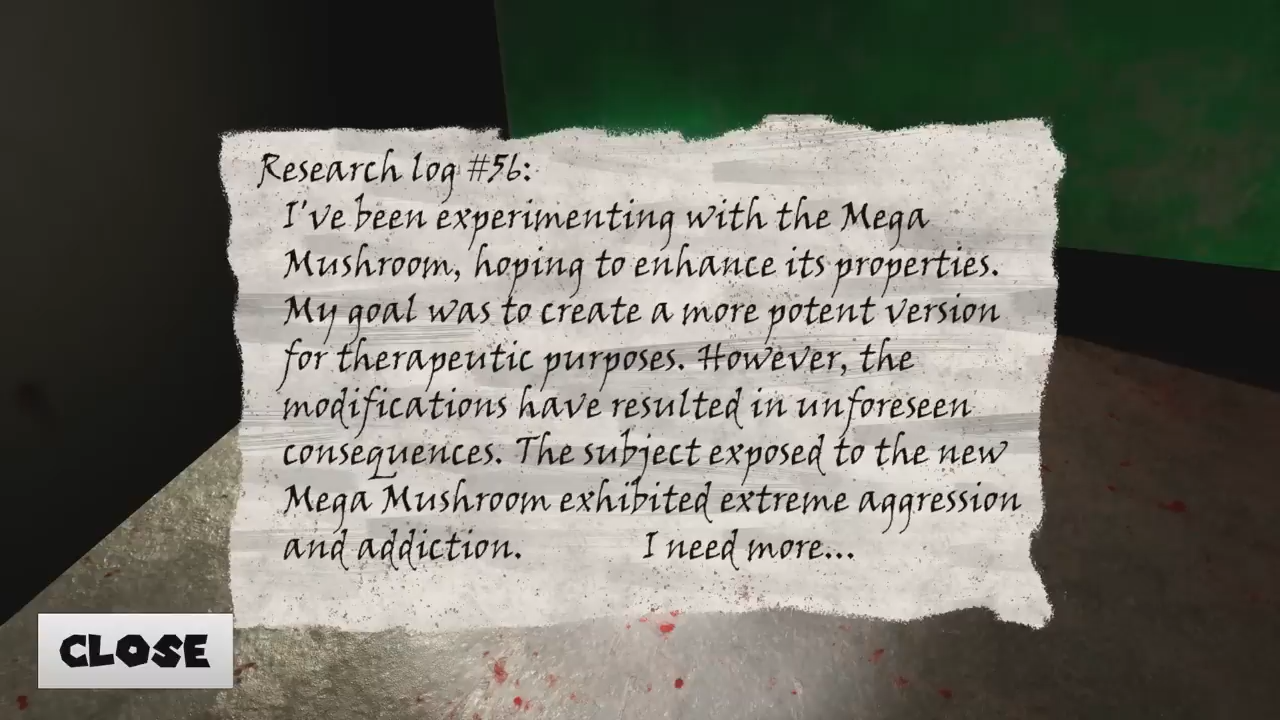 Research log #56:
I've been experimenting with the Mega
Mushroom, hoping to enhance its properties.
My goal was to create a more potent version
for therapeutic purposes. However, the
modifications have resulted in unforeseen
consequences. The subject exposed to the new
Mega Mushroom exhibited extreme aggression
and addiction. I need more...
CLOSE